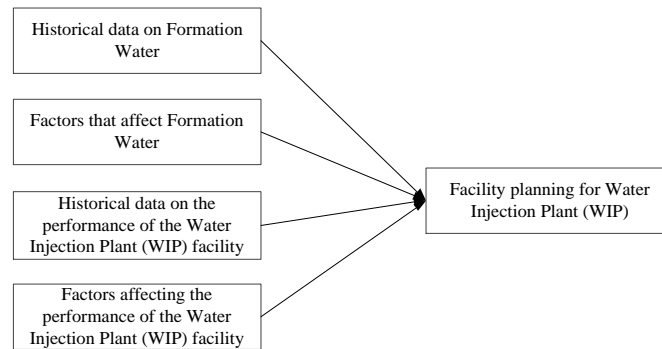 Historical data on Formation
Water
Factors that affect Formation
Water
Historical data on the
performance of the Water
Injection Plant (WIP) facility
Factors affecting the
performance of the Water
Injection Plant (WIP) facility
Facility planning for Water
Injection Plant (WIP)